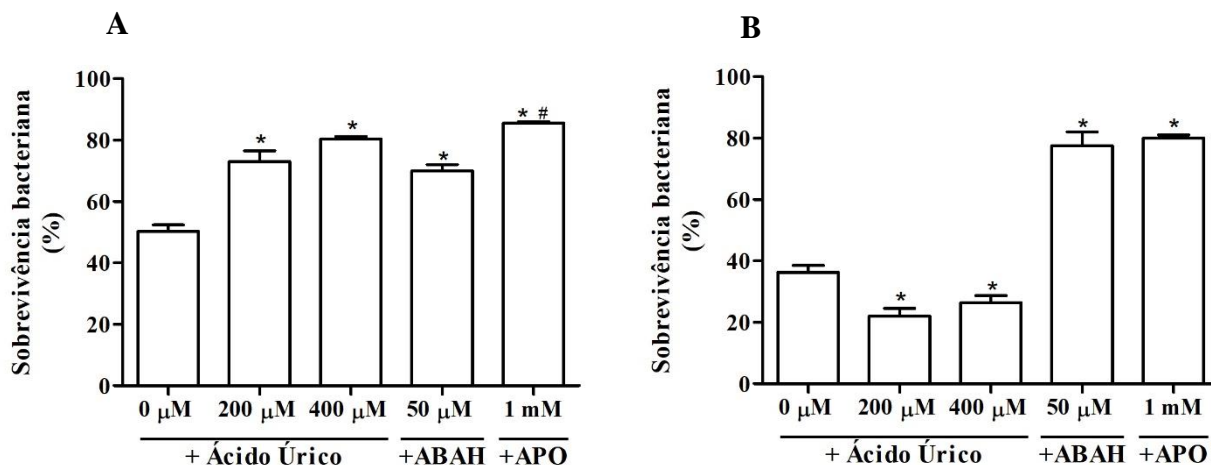 A
Sobrevivência bacteriana
(%)
100
80
60
40
20
0
*
*
*
* #
0 μM
200 μM
400 μM
50 μM
1 mM
+ Ácido Úrico
+ABAH
+APO
B
Sobrevivência bacteriana
(%)
100
80
60
40
20
0
*
*
*
*
0 μM
200 μM
400 μM
50 μM
1 mM
+ Ácido Úrico
+ABAH
+APO